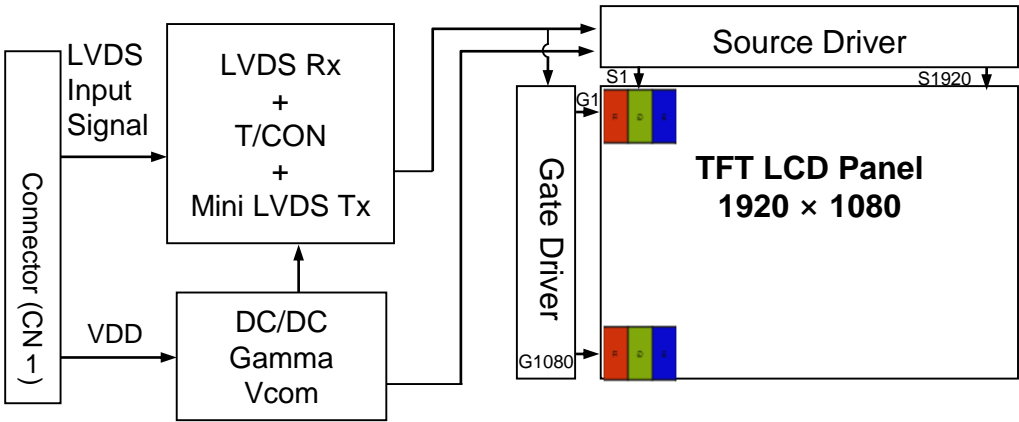 LVDS
Input
Signal
Connector (CN1)
VDD
LVDS Rx
+
T/CON
+
Mini LVDS Tx
DC/DC
Gamma
Vcom
Source Driver
S1
S1920
G1
Gate Driver
G1080
TFT LCD Panel
1920 × 1080